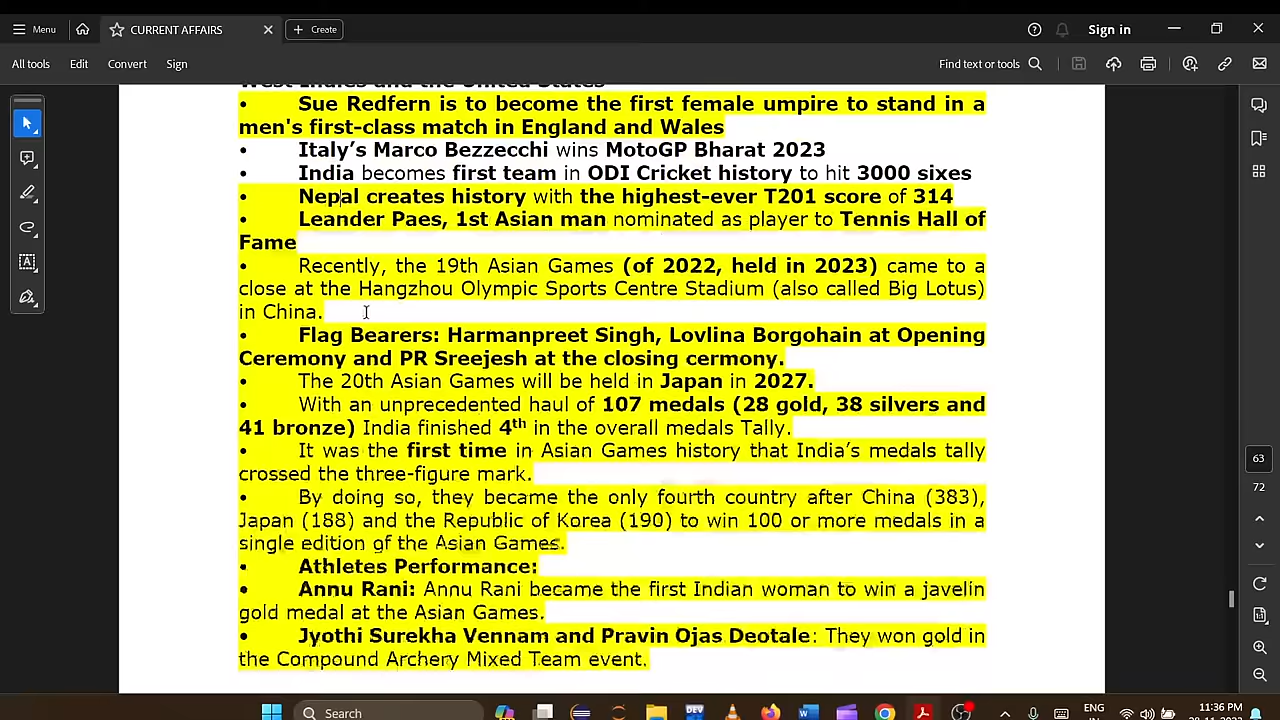 Menu
CURRENT AFFAIRS
Create
Sign in
All tools Edit Convert Sign
Find text or tools
West Indies and the United States
• Sue Redfern is to become the first female umpire to stand in a
men's first-class match in England and Wales
• Italy's Marco Bezzecchi wins MotoGP Bharat 2023
• India becomes first team in ODI Cricket history to hit 3000 sixes
• Nepal creates history with the highest-ever T201 score of 314
• Leander Paes, 1st Asian man nominated as player to Tennis Hall of
Fame
• Recently, the 19th Asian Games (of 2022, held in 2023) came to a
close at the Hangzhou Olympic Sports Centre Stadium (also called Big Lotus)
in China.
• Flag Bearers: Harmanpreet Singh, Lovlina Borgohain at Opening
Ceremony and PR Sreejesh at the closing cermony.
• The 20th Asian Games will be held in Japan in 2027.
• With an unprecedented haul of 107 medals (28 gold, 38 silvers and
41 bronze) India finished 4th in the overall medals Tally.
• It was the first time in Asian Games history that India's medals tally
crossed the three-figure mark.
• By doing so, they became the only fourth country after China (383),
Japan (188) and the Republic of Korea (190) to win 100 or more medals in a
single edition of the Asian Games.
• Athletes Performance:
• Annu Rani: Annu Rani became the first Indian woman to win a javelin
gold medal at the Asian Games.
• Jyothi Surekha Vennam and Pravin Ojas Deotale: They won gold in
the Compound Archery Mixed Team event.
63
72
Search
DEV
ENG
IN
11:36 PM